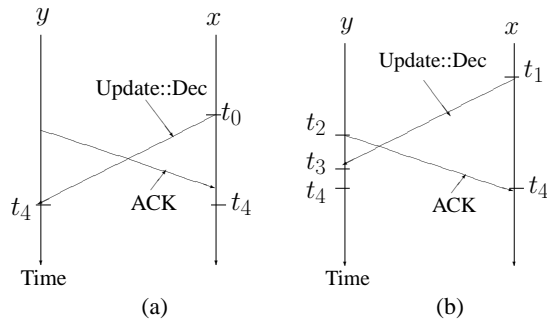 y x
Update::Dec
t0
t4 ACK t4
Time
(a)
y x
Update::Dec
t1
t2
t3
t4 ACK t4
Time
(b)